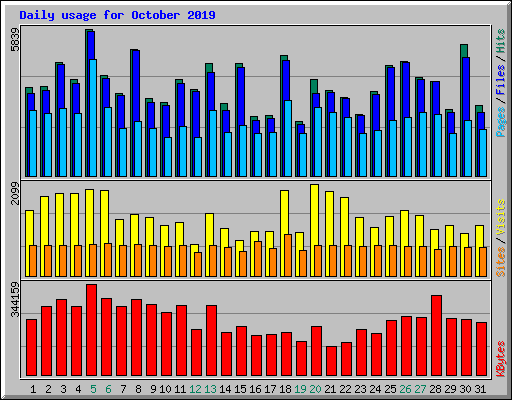 Daily usage for October 2019
5839
Pages / Files / Hits
2099
Sites / Visits
344159
KBytes
1 2 3 4 5 6 7 8 9 10 11 12 13 14 15 16 17 18 19 20 21 22 23 24 25 26 27 28 29 30 31